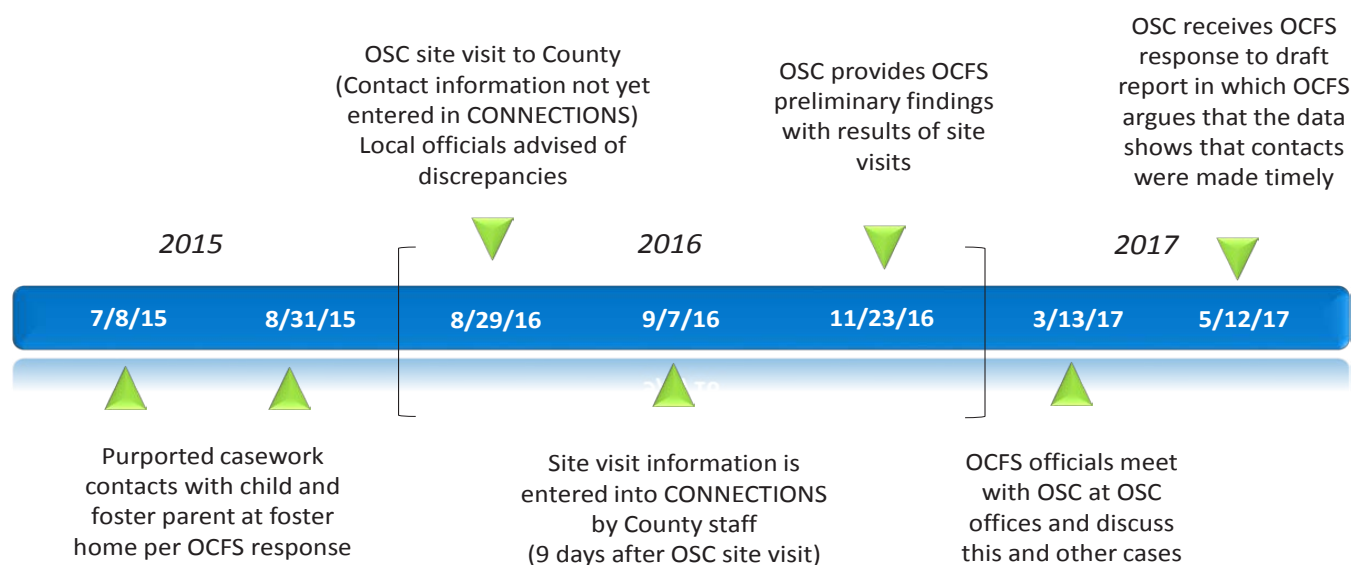 OSC site visit to County
(Contact information not yet
entered in CONNECTIONS)
Local officials advised of
discrepancies
OSC provides OCFS
preliminary findings
with results of site
visits
OSC receives OCFS
response to draft
report in which OCFS
argues that the data
shows that contacts
were made timely
2015
2016
2017
7/8/15
8/31/15
8/29/16
9/7/16
11/23/16
3/13/17
5/12/17
Purported casework
contacts with child and
foster parent at foster
home per OCFS response
Site visit information is
entered into CONNECTIONS
by County staff
(9 days after OSC site visit)
OCFS officials meet
with OSC at OSC
offices and discuss
this and other cases